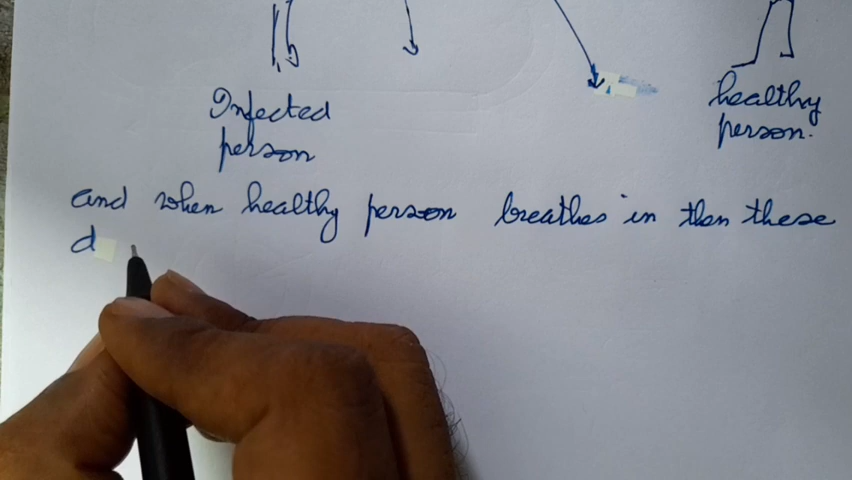 Infected
person
healthy
person.
and when healthy person breathes in then these
d